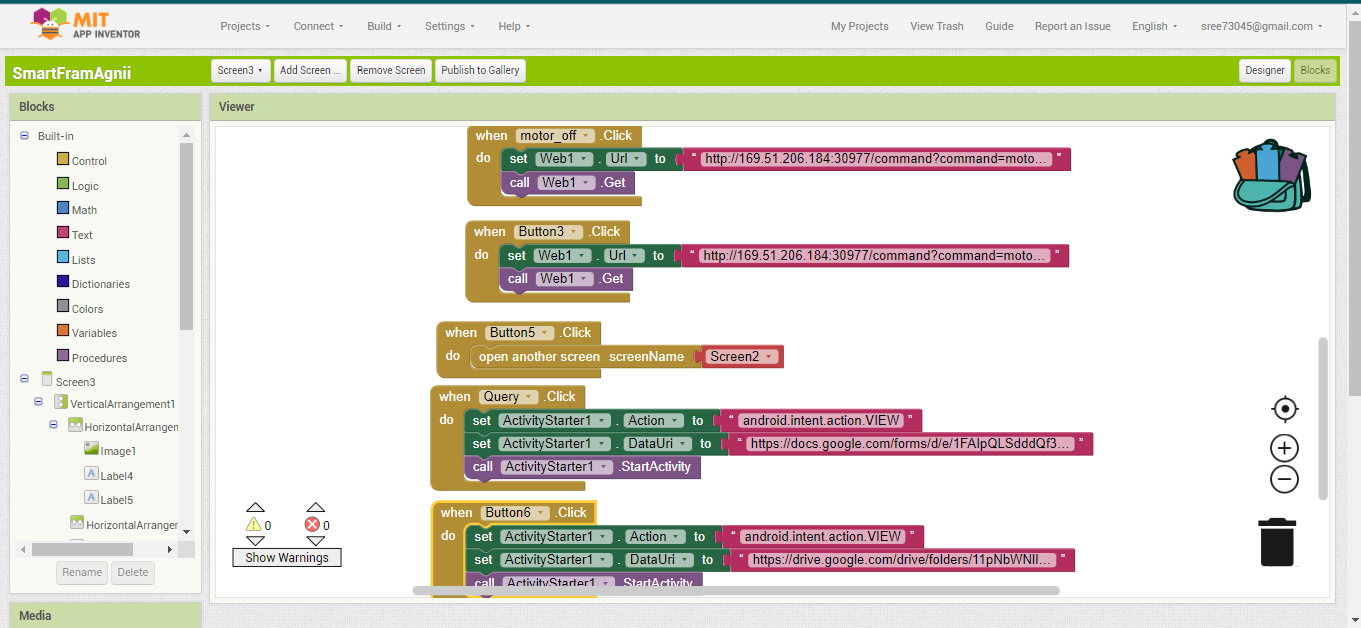 MIT
APP INVENTOR
Projects Connect Build Settings Help My Projects View Trash Guide Report an Issue English sree73045@gmail.com
SmartFramAgnii Screen3 Add Screen ... Remove Screen Publish to Gallery Designer Blocks
Blocks
Viewer
Built-in
Control
Logic
Math
Text
Lists
Dictionaries
Colors
Variables
Procedures
Screen3
VerticalArrangement1
HorizontalArrangen
Image1
Label4
Label5
HorizontalArranger
Rename Delete
Media
when motor_off .Click
do set Web1 . Url to “ http://169.51.206.184:30977/command?command=moto... ”
call Web1 .Get
when Button3 .Click
do set Web1 . Url to “ http://169.51.206.184:30977/command?command=moto... ”
call Web1 .Get
when Button5 .Click
do open another screen screenName Screen2
when Query .Click
do set ActivityStarter1 . Action to “ android.intent.action.VIEW ”
set ActivityStarter1 . DataUri to “ https://docs.google.com/forms/d/e/1FAIpQLSdddQf3... ”
call ActivityStarter1 .StartActivity
when Button6 .Click
do set ActivityStarter1 . Action to “ android.intent.action.VIEW ”
set ActivityStarter1 . DataUri to “ https://drive.google.com/drive/folders/11pNbWNII... ”
call ActivityStarter1 .StartActivity
0 0
Show Warnings